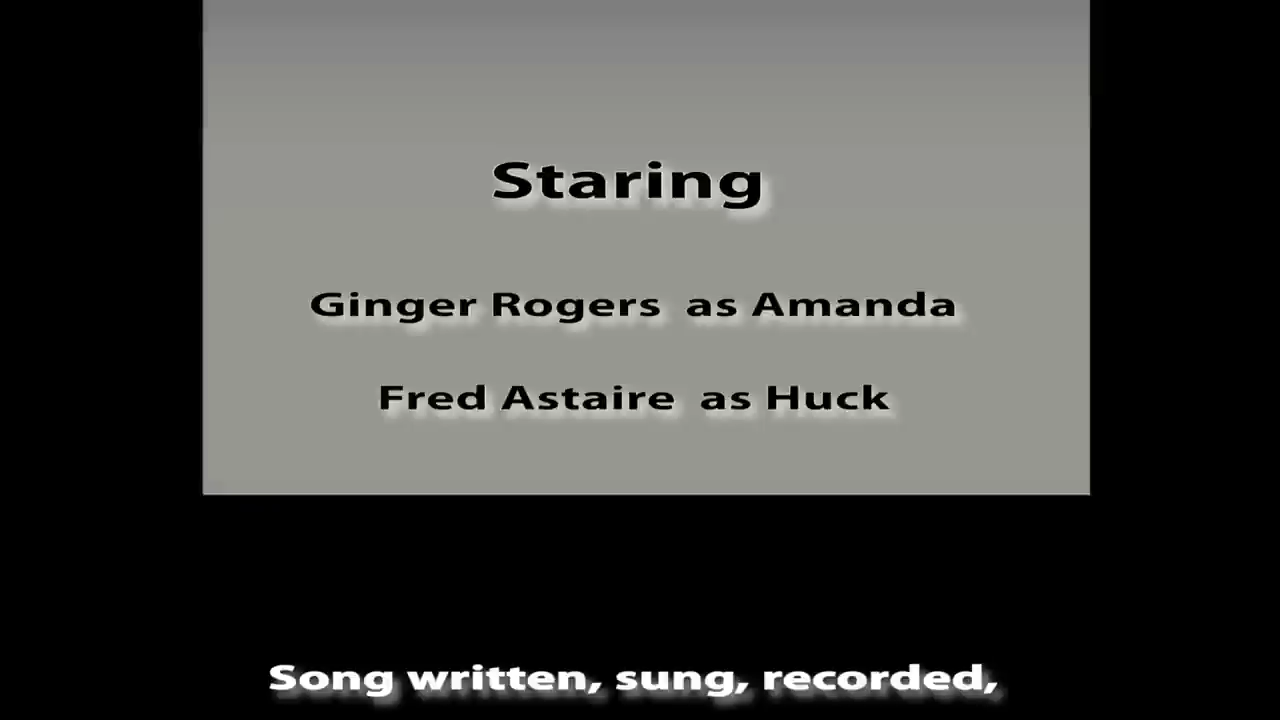 Staring
Ginger Rogers as Amanda
Fred Astaire as Huck
Song written, sung, recorded,